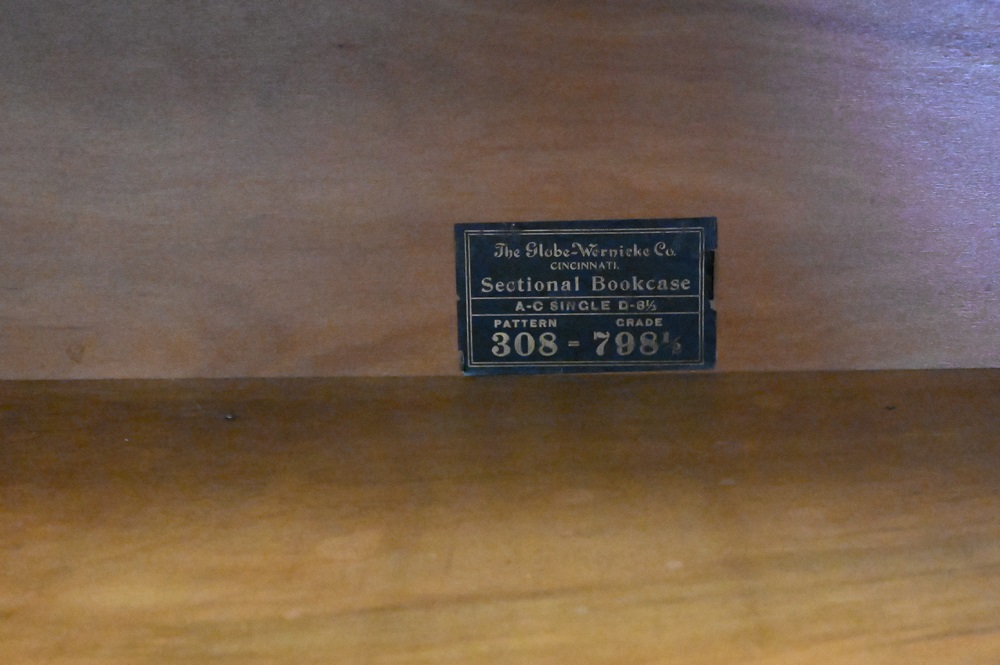 The Globe-Wernicke Co.
CINCINNATI.
Sectional Bookcase
A-C SINGLE D-8½
PATTERN GRADE
308 = 798½